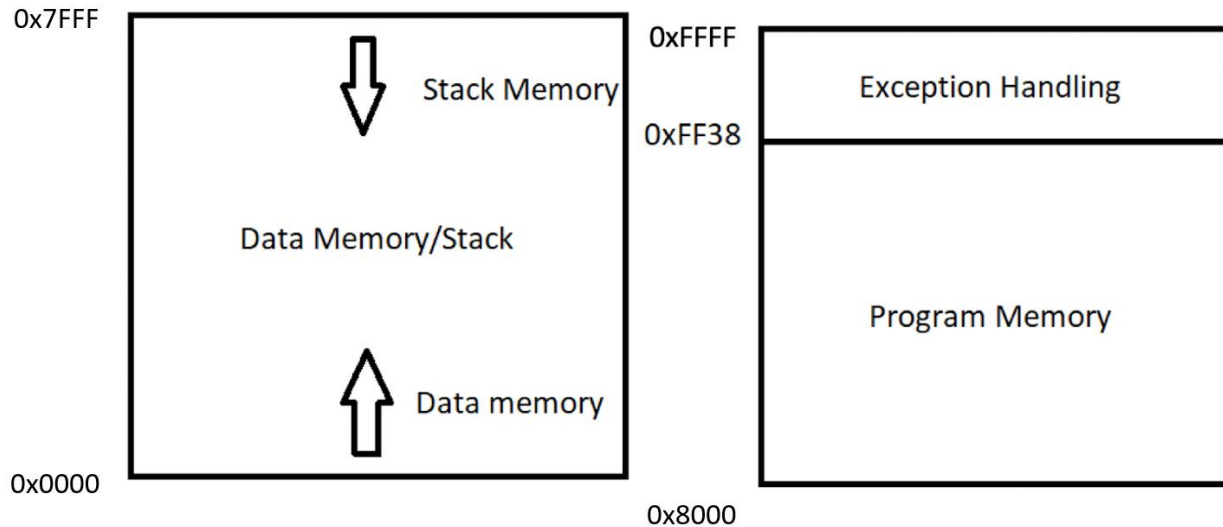 0x7FFF
Stack Memory
Data Memory/Stack
Data memory
0x0000
0xFFFF
Exception Handling
0xFF38
Program Memory
0x8000